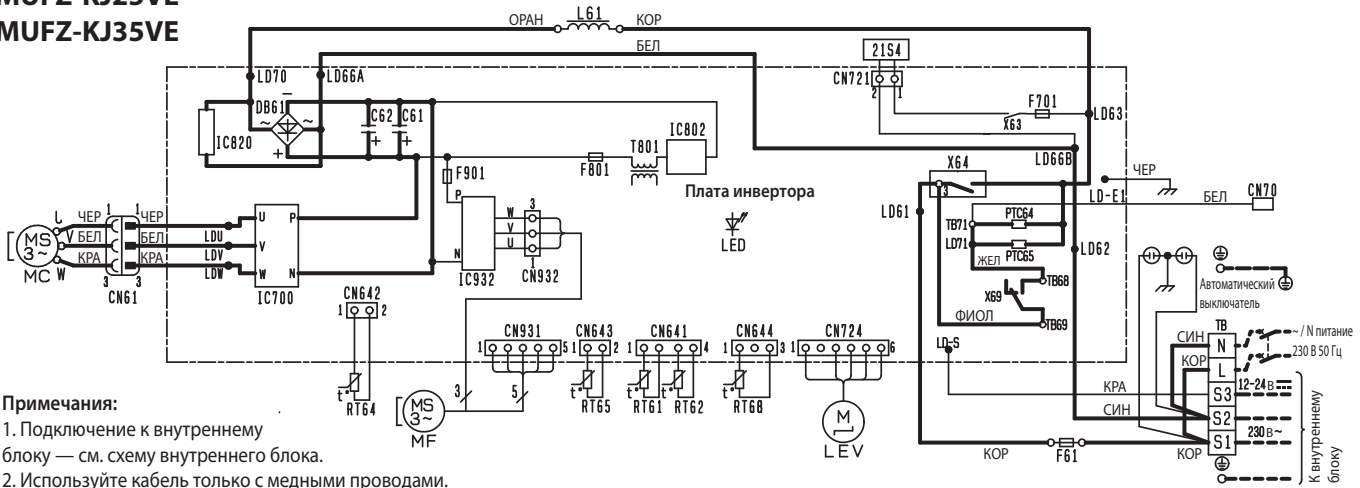 MUFZ-KJ25VE
MUFZ-KJ35VE
ОРАН L61 КОР
БЕЛ
21S4
CN721
2 1
LD70 LD66A
DB61
C62 C61
IC820
F701
X63
LD63
T801 IC802
F801
F901
LD66B
X64
3
ЧЕР
LD-E1
БЕЛ CN70
Плата инвертора
LED
LD61
TB71 PTC64
LD71 PTC65
LD62
ЖЕЛ
TB68
X69
ФИОЛ
TB69
LD-S
U ЧЕР 1 1 ЧЕР
V БЕЛ БЕЛ LDU
W КРА КРА LDV
3 3 LDW
MS
3~
MC
CN61
U P
V
W N
IC700
P
N
W
V
U
IC932
3
1
CN932
CN642
1 2
RT64
CN931
1 5
CN643
1 2
RT65
CN641
1 4
RT61 RT62
CN644
1 3
RT68
CN724
1 6
M
LEV
3 5
MS
3~
MF
t° t° t° t° t°
Автоматический
выключатель
TB
СИН N ~ / N питание
КОР L 230 В 50 Гц
КРА S3 12-24 В
СИН S2
КОР F61 КОР S1 230 В ~
К внутреннему
блоку
Примечания:
1. Подключение к внутреннему
блоку — см. схему внутреннего блока.
2. Используйте кабель только с медными проводами.